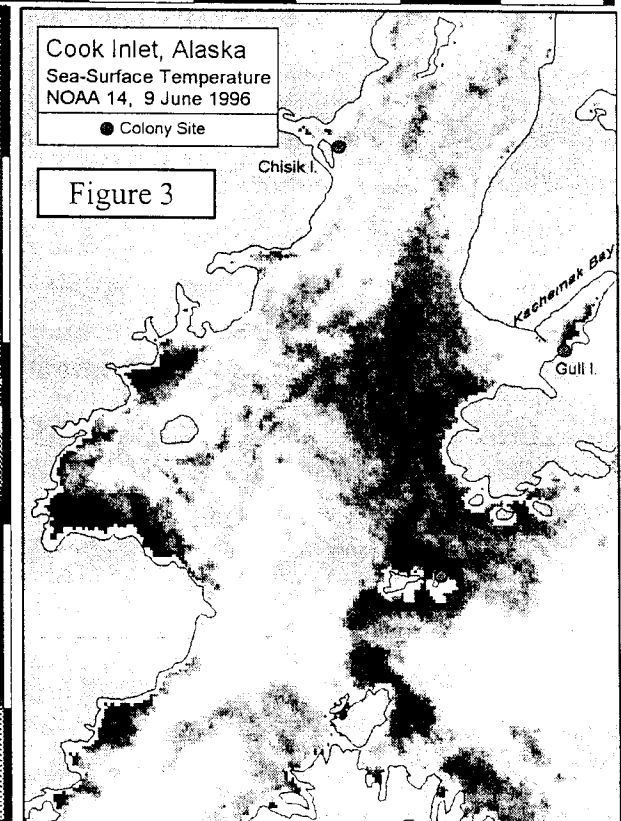 Cook Inlet, Alaska
Sea-Surface Temperature
NOAA 14, 9 June 1996
Colony Site
Chisik I.
Figure 3
Kachemak Bay
Gull I.